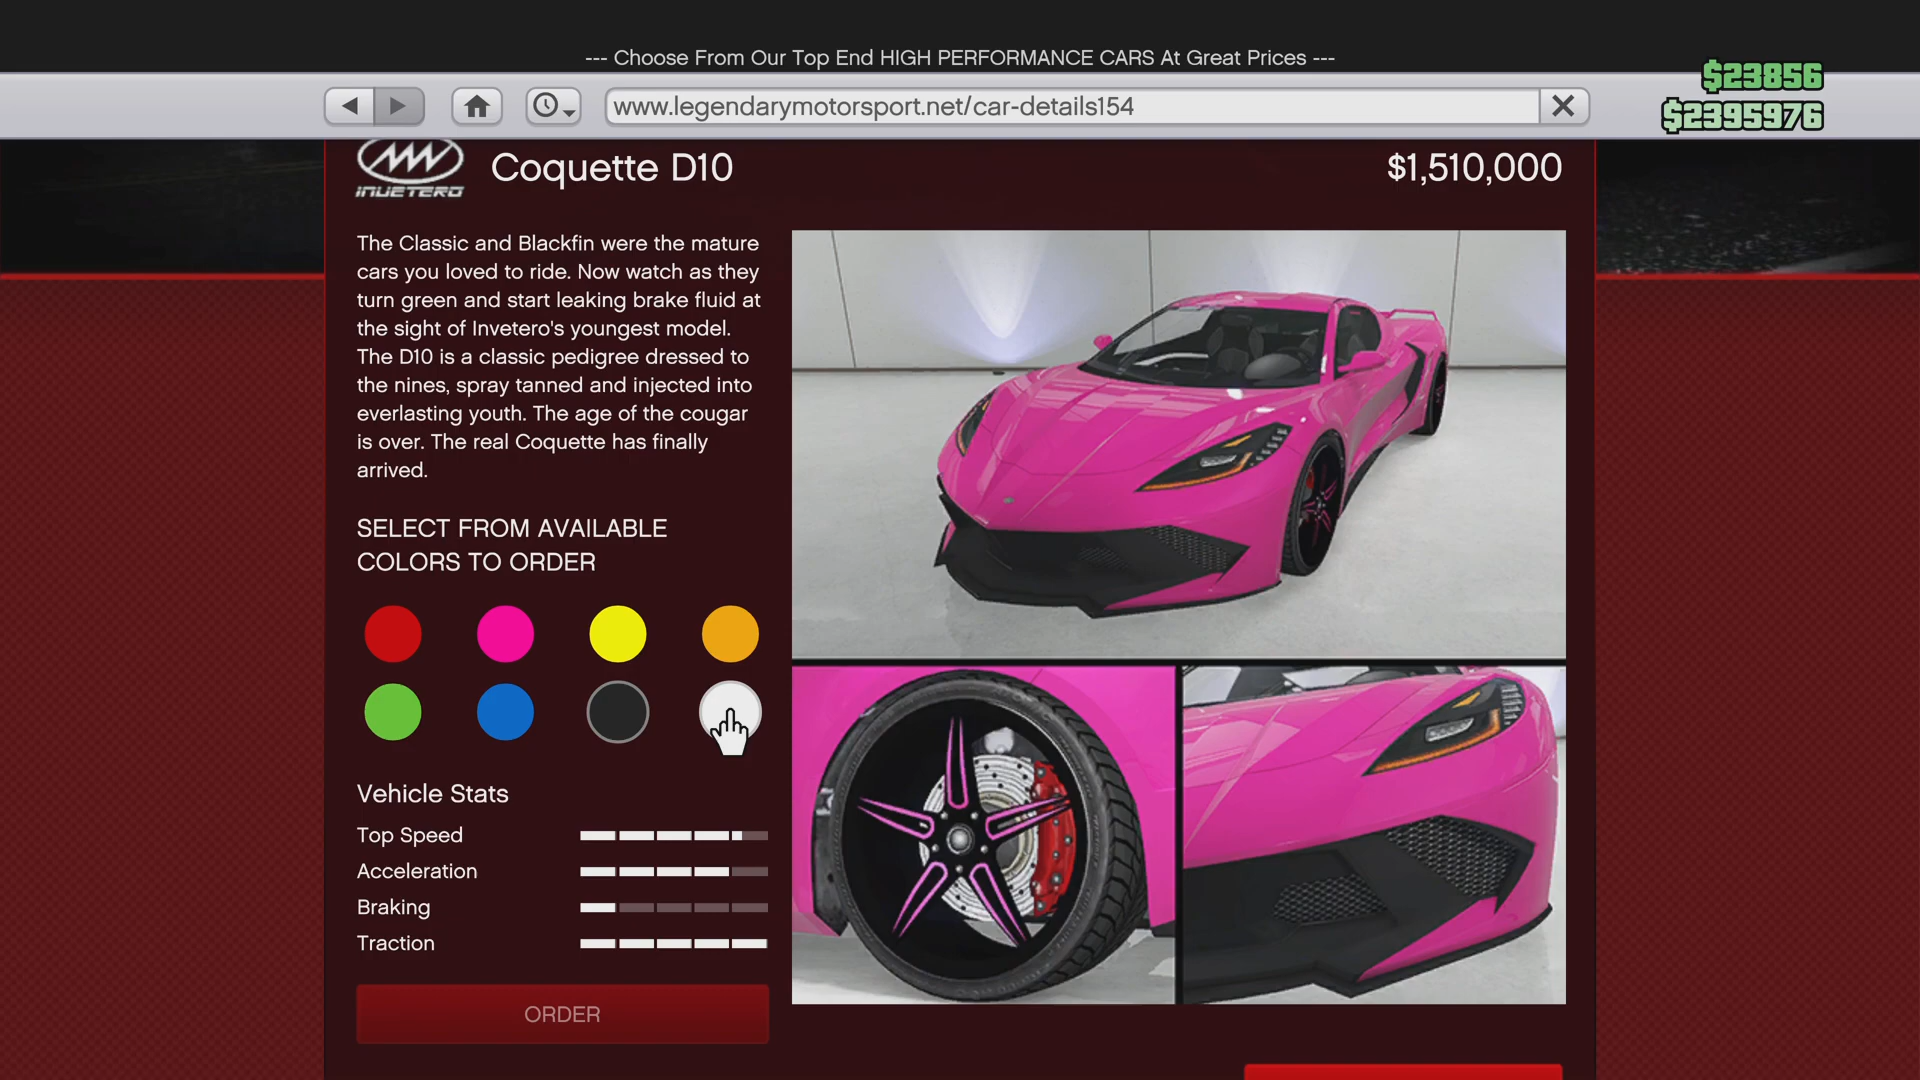 --- Choose From Our Top End HIGH PERFORMANCE CARS At Great Prices ---
$23856
www.legendarymotorsport.net/car-details154
$2395976
INVETERO
Coquette D10
$1,510,000
The Classic and Blackfin were the mature
cars you loved to ride. Now watch as they
turn green and start leaking brake fluid at
the sight of Invetero's youngest model.
The D10 is a classic pedigree dressed to
the nines, spray tanned and injected into
everlasting youth. The age of the cougar
is over. The real Coquette has finally
arrived.
SELECT FROM AVAILABLE
COLORS TO ORDER
Vehicle Stats
Top Speed
Acceleration
Braking
Traction
ORDER